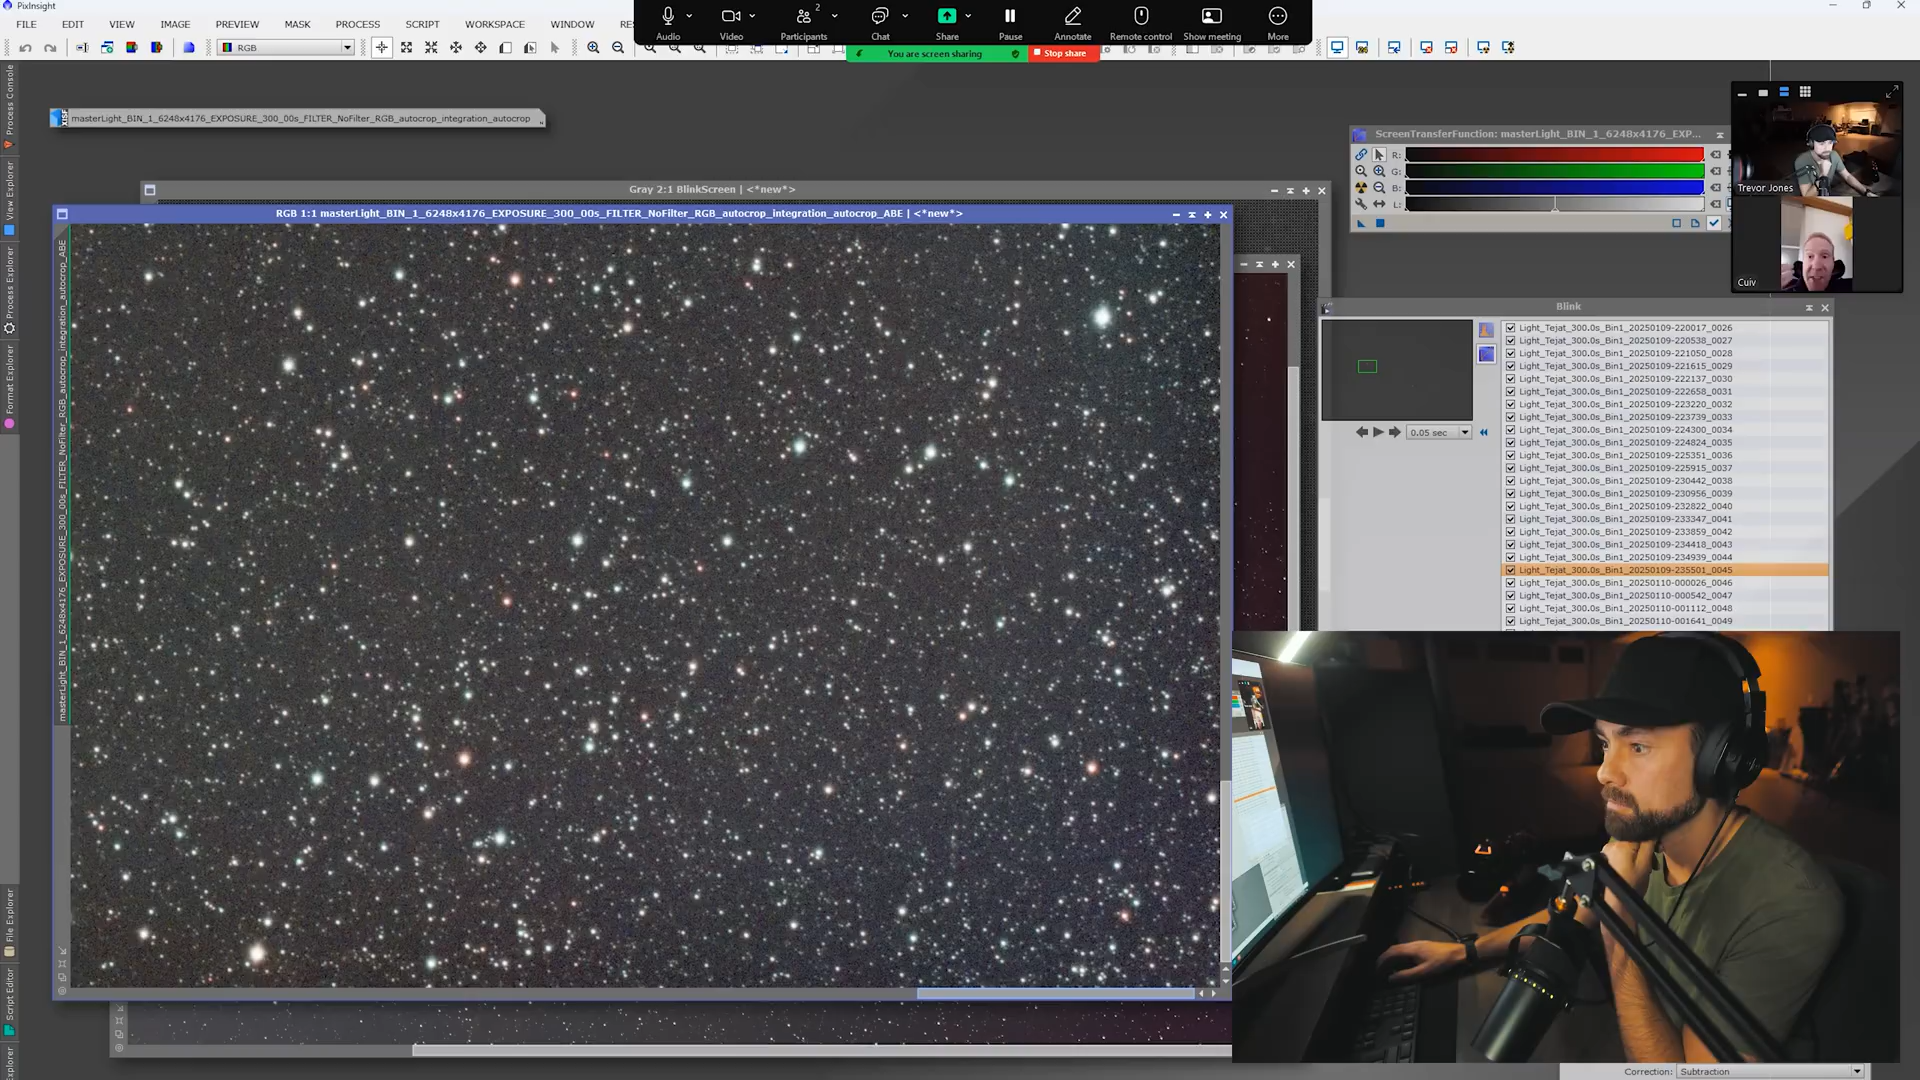 PixInsight
FILE EDIT VIEW IMAGE PREVIEW MASK PROCESS SCRIPT WORKSPACE WINDOW RES
RGB
Audio Video Participants 2 Chat Share Pause Annotate Remote control Show meeting More
You are screen sharing
Stop share
Process Console
View Explorer
Process Explorer
Format Explorer
File Explorer
Script Editor
Explorer
masterLight_BIN_1_6248x4176_EXPOSURE_300_00s_FILTER_NoFilter_RGB_autocrop_integration_autocrop
Gray 2:1 BlinkScreen | <*new*>
RGB 1:1 masterLight_BIN_1_6248x4176_EXPOSURE_300_00s_FILTER_NoFilter_RGB_autocrop_integration_autocrop_ABE | <*new*>
masterLight_BIN_1_6248x4176_EXPOSURE_300_00s_FILTER_NoFilter_RGB_autocrop_integration_autocrop_ABE
ScreenTransferFunction: masterLight_BIN_1_6248x4176_EXP...
R:
G:
B:
L:
Trevor Jones
Cuiv
Blink
0.05 sec
Light_Tejat_300.0s_Bin1_20250109-220017_0026
Light_Tejat_300.0s_Bin1_20250109-220538_0027
Light_Tejat_300.0s_Bin1_20250109-221050_0028
Light_Tejat_300.0s_Bin1_20250109-221615_0029
Light_Tejat_300.0s_Bin1_20250109-222137_0030
Light_Tejat_300.0s_Bin1_20250109-222658_0031
Light_Tejat_300.0s_Bin1_20250109-223220_0032
Light_Tejat_300.0s_Bin1_20250109-223739_0033
Light_Tejat_300.0s_Bin1_20250109-224300_0034
Light_Tejat_300.0s_Bin1_20250109-224824_0035
Light_Tejat_300.0s_Bin1_20250109-225351_0036
Light_Tejat_300.0s_Bin1_20250109-225915_0037
Light_Tejat_300.0s_Bin1_20250109-230442_0038
Light_Tejat_300.0s_Bin1_20250109-230956_0039
Light_Tejat_300.0s_Bin1_20250109-232822_0040
Light_Tejat_300.0s_Bin1_20250109-233347_0041
Light_Tejat_300.0s_Bin1_20250109-233859_0042
Light_Tejat_300.0s_Bin1_20250109-234418_0043
Light_Tejat_300.0s_Bin1_20250109-234939_0044
Light_Tejat_300.0s_Bin1_20250109-235501_0045
Light_Tejat_300.0s_Bin1_20250110-000026_0046
Light_Tejat_300.0s_Bin1_20250110-000542_0047
Light_Tejat_300.0s_Bin1_20250110-001112_0048
Light_Tejat_300.0s_Bin1_20250110-001641_0049
Correction: Subtraction